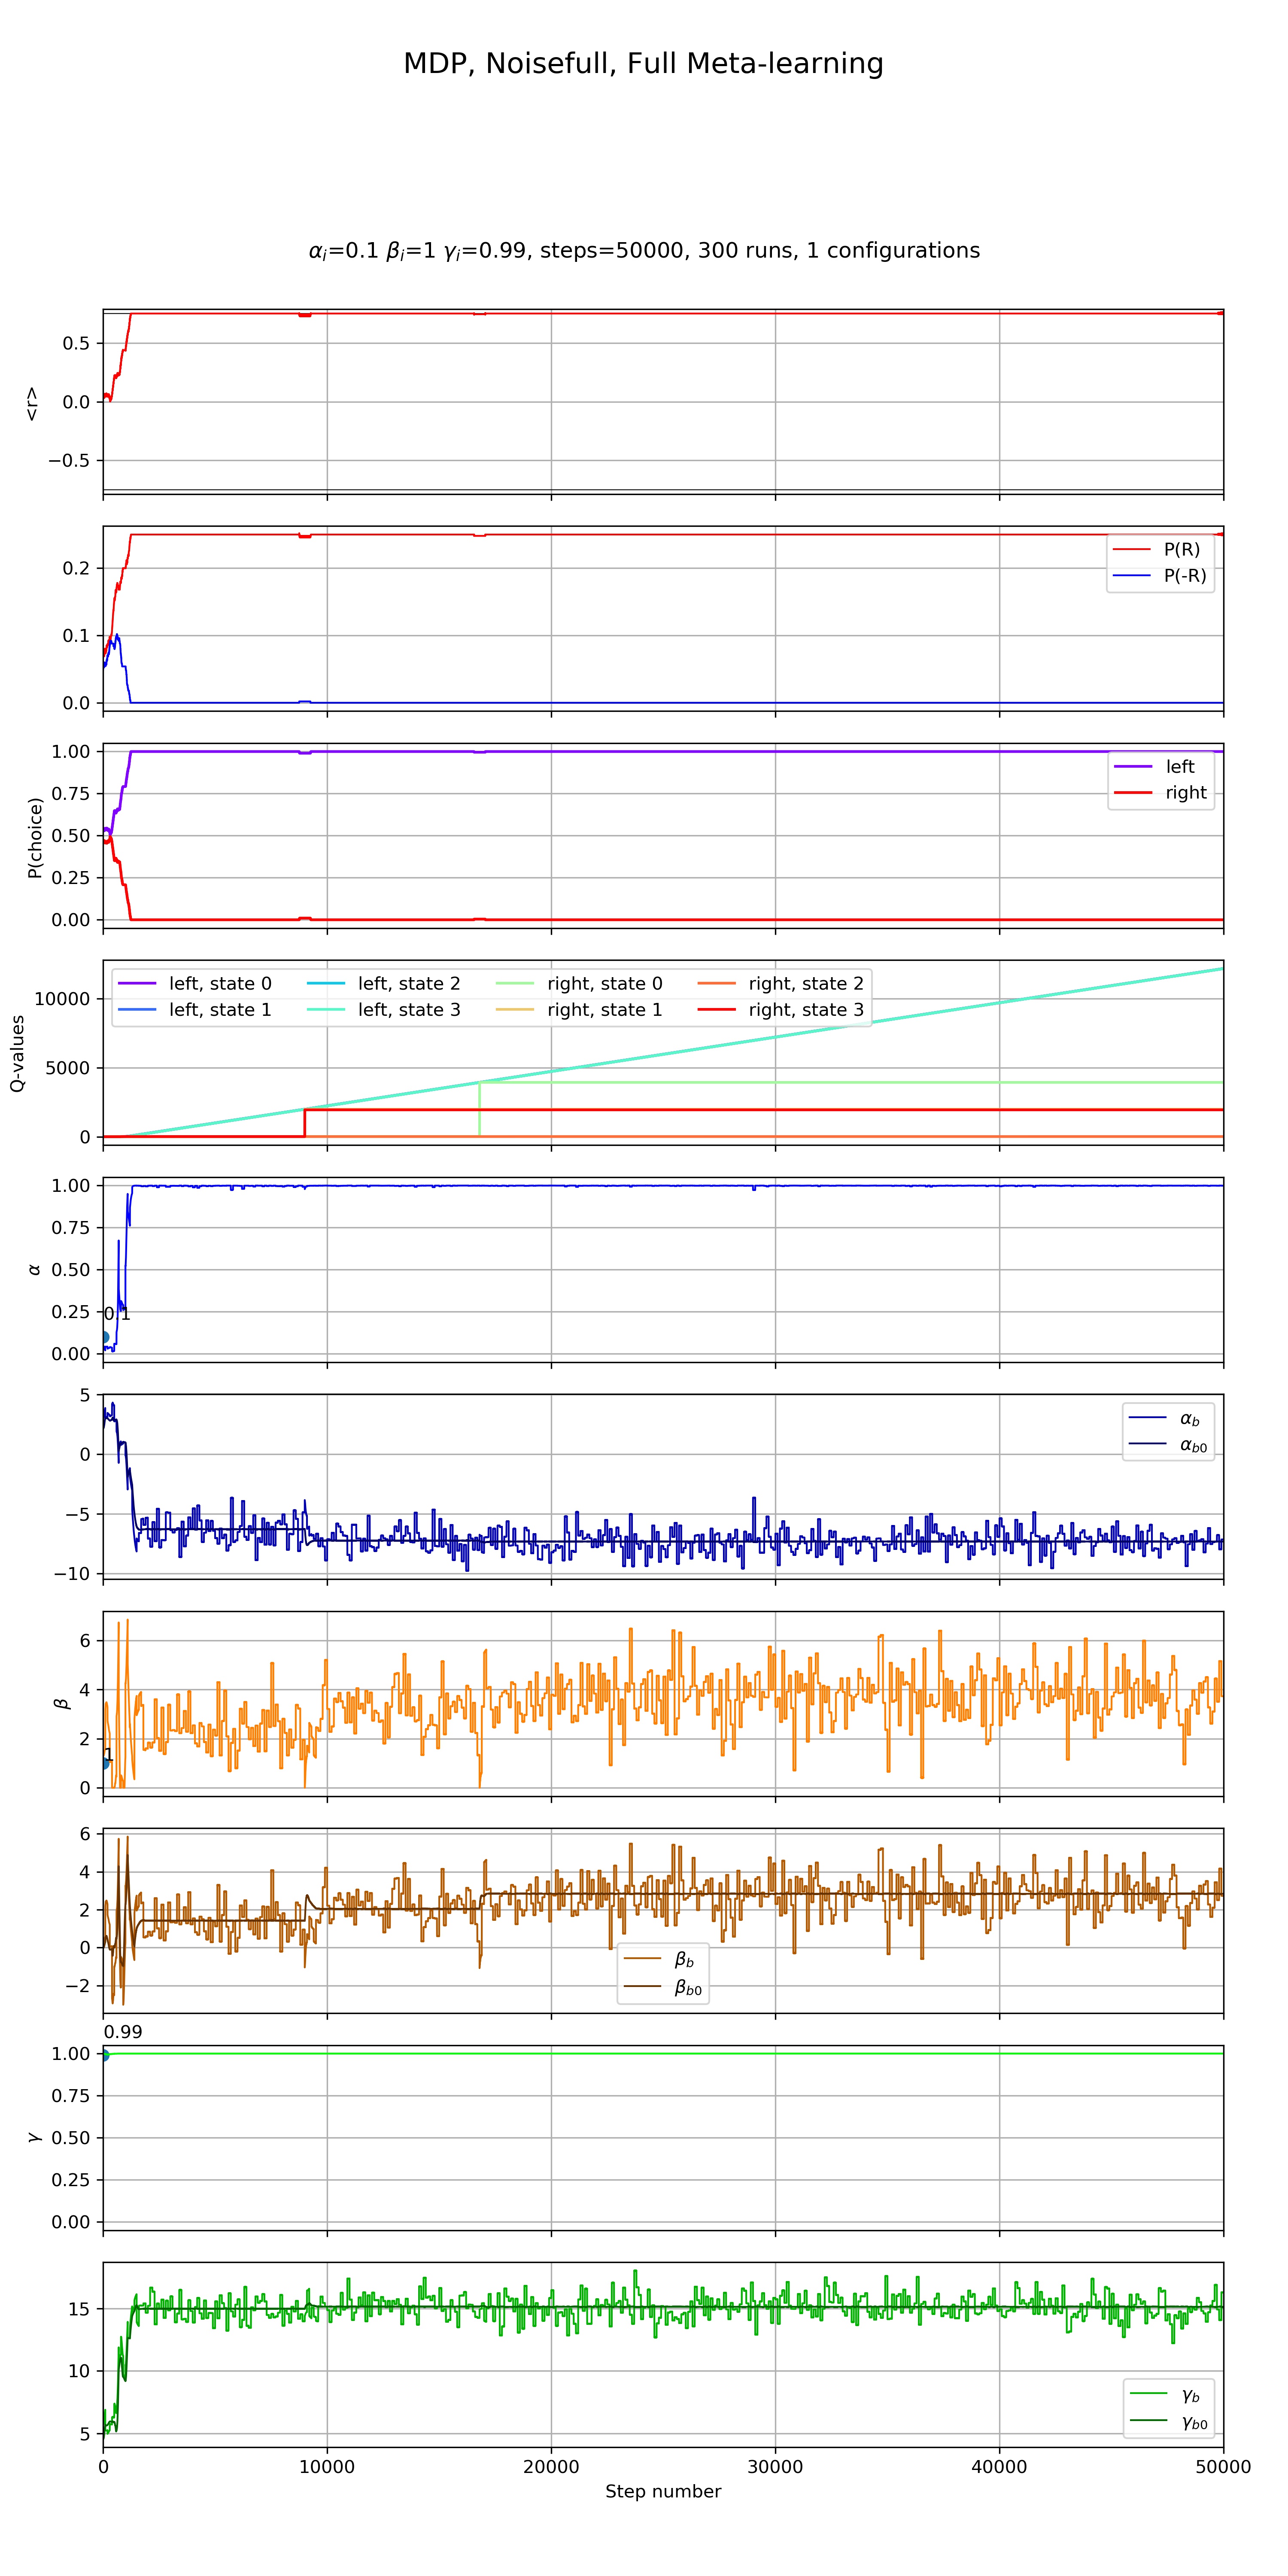 MDP, Noisefull, Full Meta-learning
αi=0.1 βi=1 γi=0.99, steps=50000, 300 runs, 1 configurations
<r>
0.5
0.0
−0.5
0.2
0.1
0.0
P(R)
P(-R)
P(choice)
1.00
0.75
0.50
0.25
0.00
left
right
Q-values
10000
5000
0
left, state 0 left, state 2 right, state 0 right, state 2
left, state 1 left, state 3 right, state 1 right, state 3
α
1.00
0.75
0.50
0.25
0.00
0.1
5
0
−5
−10
αb
αb0
β
6
4
2
0
6
4
2
0
−2
βb
βb0
0.99
γ
1.00
0.75
0.50
0.25
0.00
15
10
5
γb
γb0
0 10000 20000 30000 40000 50000
Step number